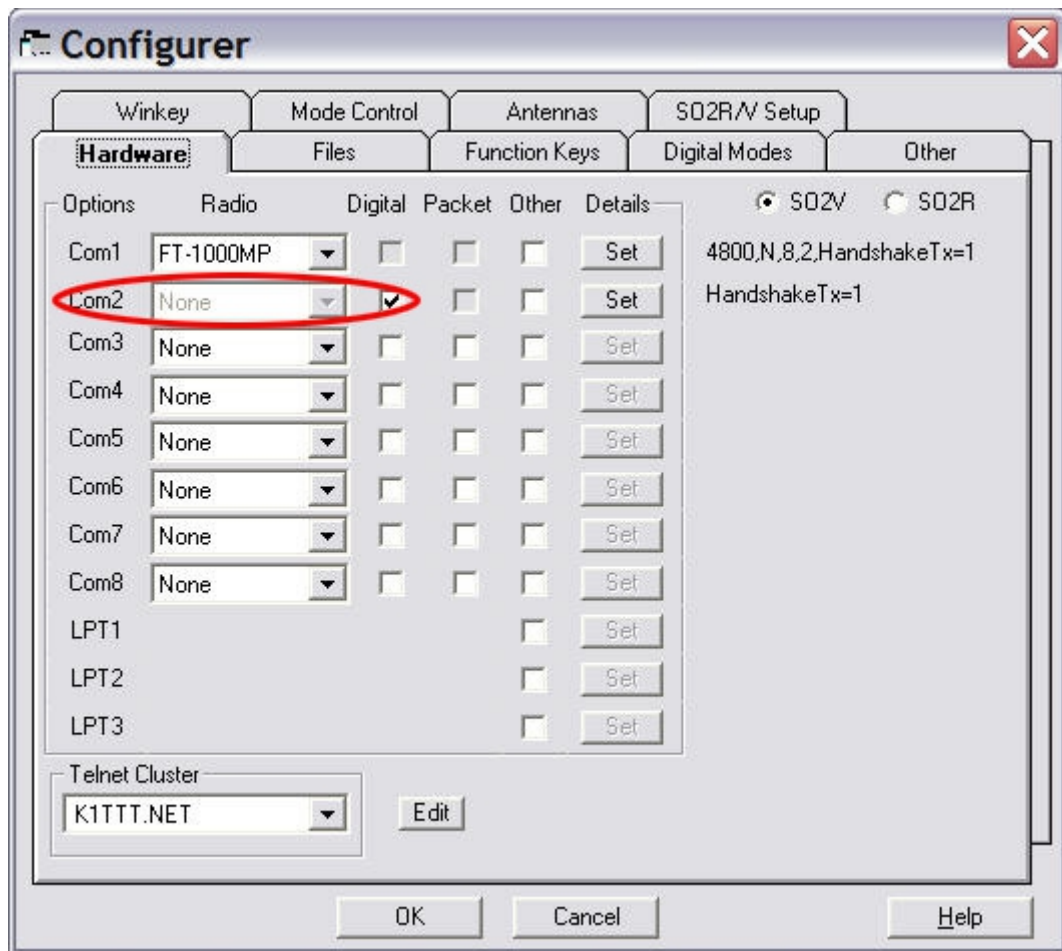 Configurer
Winkey Mode Control Antennas SO2R/V Setup
Hardware Files Function Keys Digital Modes Other
Options Radio Digital Packet Other Details SO2V SO2R
Com1 FT-1000MP Set 4800,N,8,2,HandshakeTx=1
Com2 None Set HandshakeTx=1
Com3 None Set
Com4 None Set
Com5 None Set
Com6 None Set
Com7 None Set
Com8 None Set
LPT1 Set
LPT2 Set
LPT3 Set
Telnet Cluster
K1TTT.NET Edit
OK Cancel Help